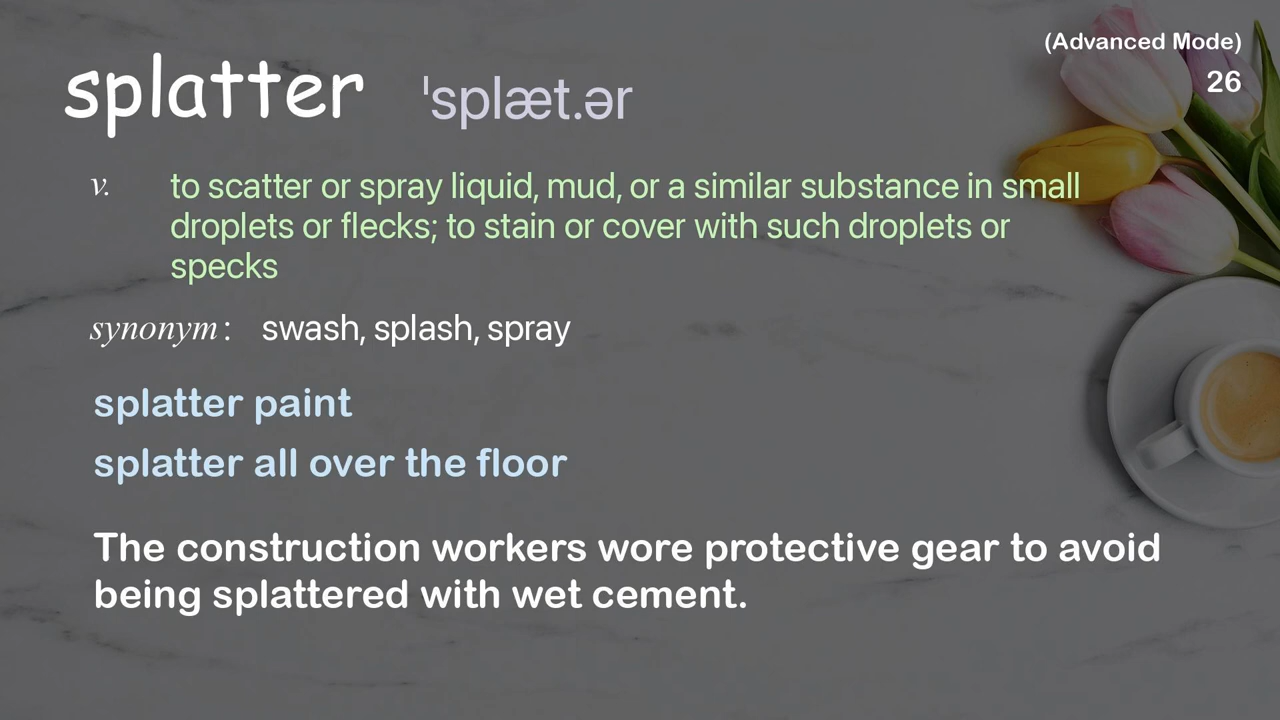 (Advanced Mode)
26
splatter ˈsplæt.ər
v. to scatter or spray liquid, mud, or a similar substance in small
droplets or flecks; to stain or cover with such droplets or
specks
synonym: swash, splash, spray
splatter paint
splatter all over the floor
The construction workers wore protective gear to avoid
being splattered with wet cement.